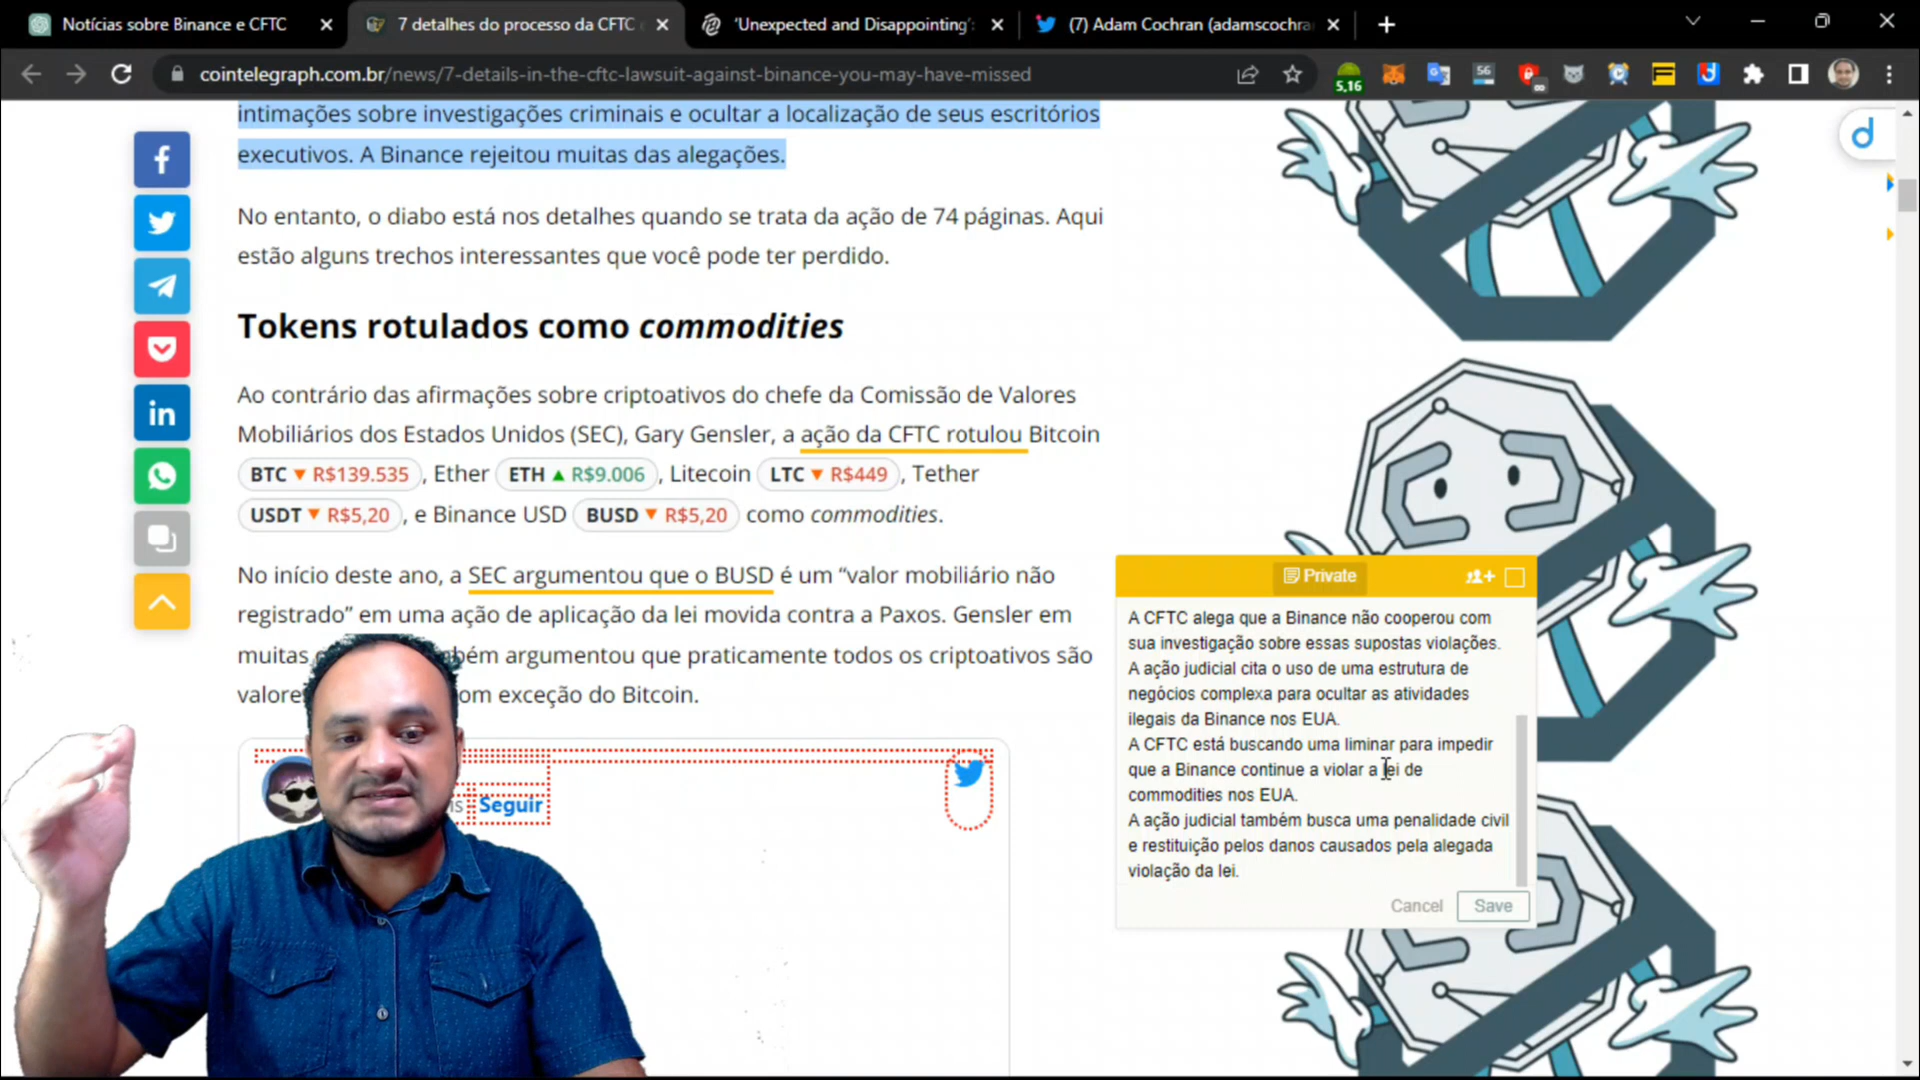 Notícias sobre Binance e CFTC
7 detalhes do processo da CFTC
'Unexpected and Disappointing':
(7) Adam Cochran (adamscochra
cointelegraph.com.br/news/7-details-in-the-cftc-lawsuit-against-binance-you-may-have-missed
5,16
56
intimações sobre investigações criminais e ocultar a localização de seus escritórios
executivos. A Binance rejeitou muitas das alegações.
No entanto, o diabo está nos detalhes quando se trata da ação de 74 páginas. Aqui
estão alguns trechos interessantes que você pode ter perdido.
Tokens rotulados como commodities
Ao contrário das afirmações sobre criptoativos do chefe da Comissão de Valores
Mobiliários dos Estados Unidos (SEC), Gary Gensler, a ação da CFTC rotulou Bitcoin
BTC ▼ R$139.535 , Ether ETH ▲ R$9.006 , Litecoin LTC ▼ R$449 , Tether
USDT ▼ R$5,20 , e Binance USD BUSD ▼ R$5,20 como commodities.
No início deste ano, a SEC argumentou que o BUSD é um “valor mobiliário não
registrado” em uma ação de aplicação da lei movida contra a Paxos. Gensler em
muitas bém argumentou que praticamente todos os criptoativos são
valore om exceção do Bitcoin.
is Seguir
Private
A CFTC alega que a Binance não cooperou com
sua investigação sobre essas supostas violações.
A ação judicial cita o uso de uma estrutura de
negócios complexa para ocultar as atividades
ilegais da Binance nos EUA.
A CFTC está buscando uma liminar para impedir
que a Binance continue a violar a lei de
commodities nos EUA.
A ação judicial também busca uma penalidade civil
e restituição pelos danos causados pela alegada
violação da lei.
Cancel Save